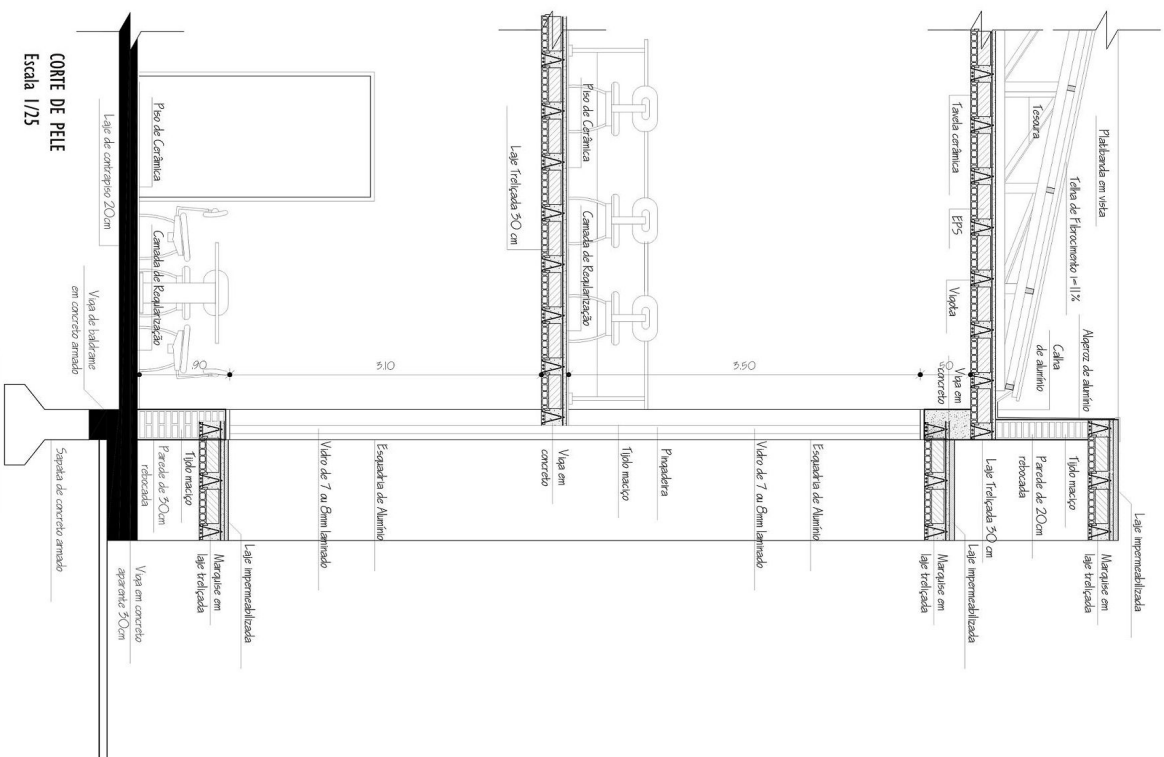 Laje impermeabilizada
Platibanda em vista
Marquise em
laje treliçada
Telha de Fibrocimento i=11%
Algeroz de alumínio
Tijolo maciço
Calha
de alumínio
Parede de 20cm
rebocada
Tesoura
Laje Treliçada 30 cm
Laje impermeabilizada
Tavela cerâmica
EPS
Vigota
Viga em
concreto
Marquise em
laje treliçada
Esquadria de Alumínio
3.50
Vidro de 7 ou 8mm laminado
Pingadeira
Tijolo maciço
Piso de Cerâmica
Camada de Regularização
Viga em
concreto
Laje Treliçada 30 cm
3.10
Esquadria de Alumínio
Vidro de 7 ou 8mm laminado
Laje impermeabilizada
Marquise em
laje treliçada
.90
Tijolo maciço
Parede de 30cm
rebocada
Piso de Cerâmica
Camada de Regularização
Viga em concreto
aparente 30cm
Laje de contrapiso 20cm
Viga de baldrame
em concreto armado
Sapata de concreto armado
CORTE DE PELE
Escala 1/25